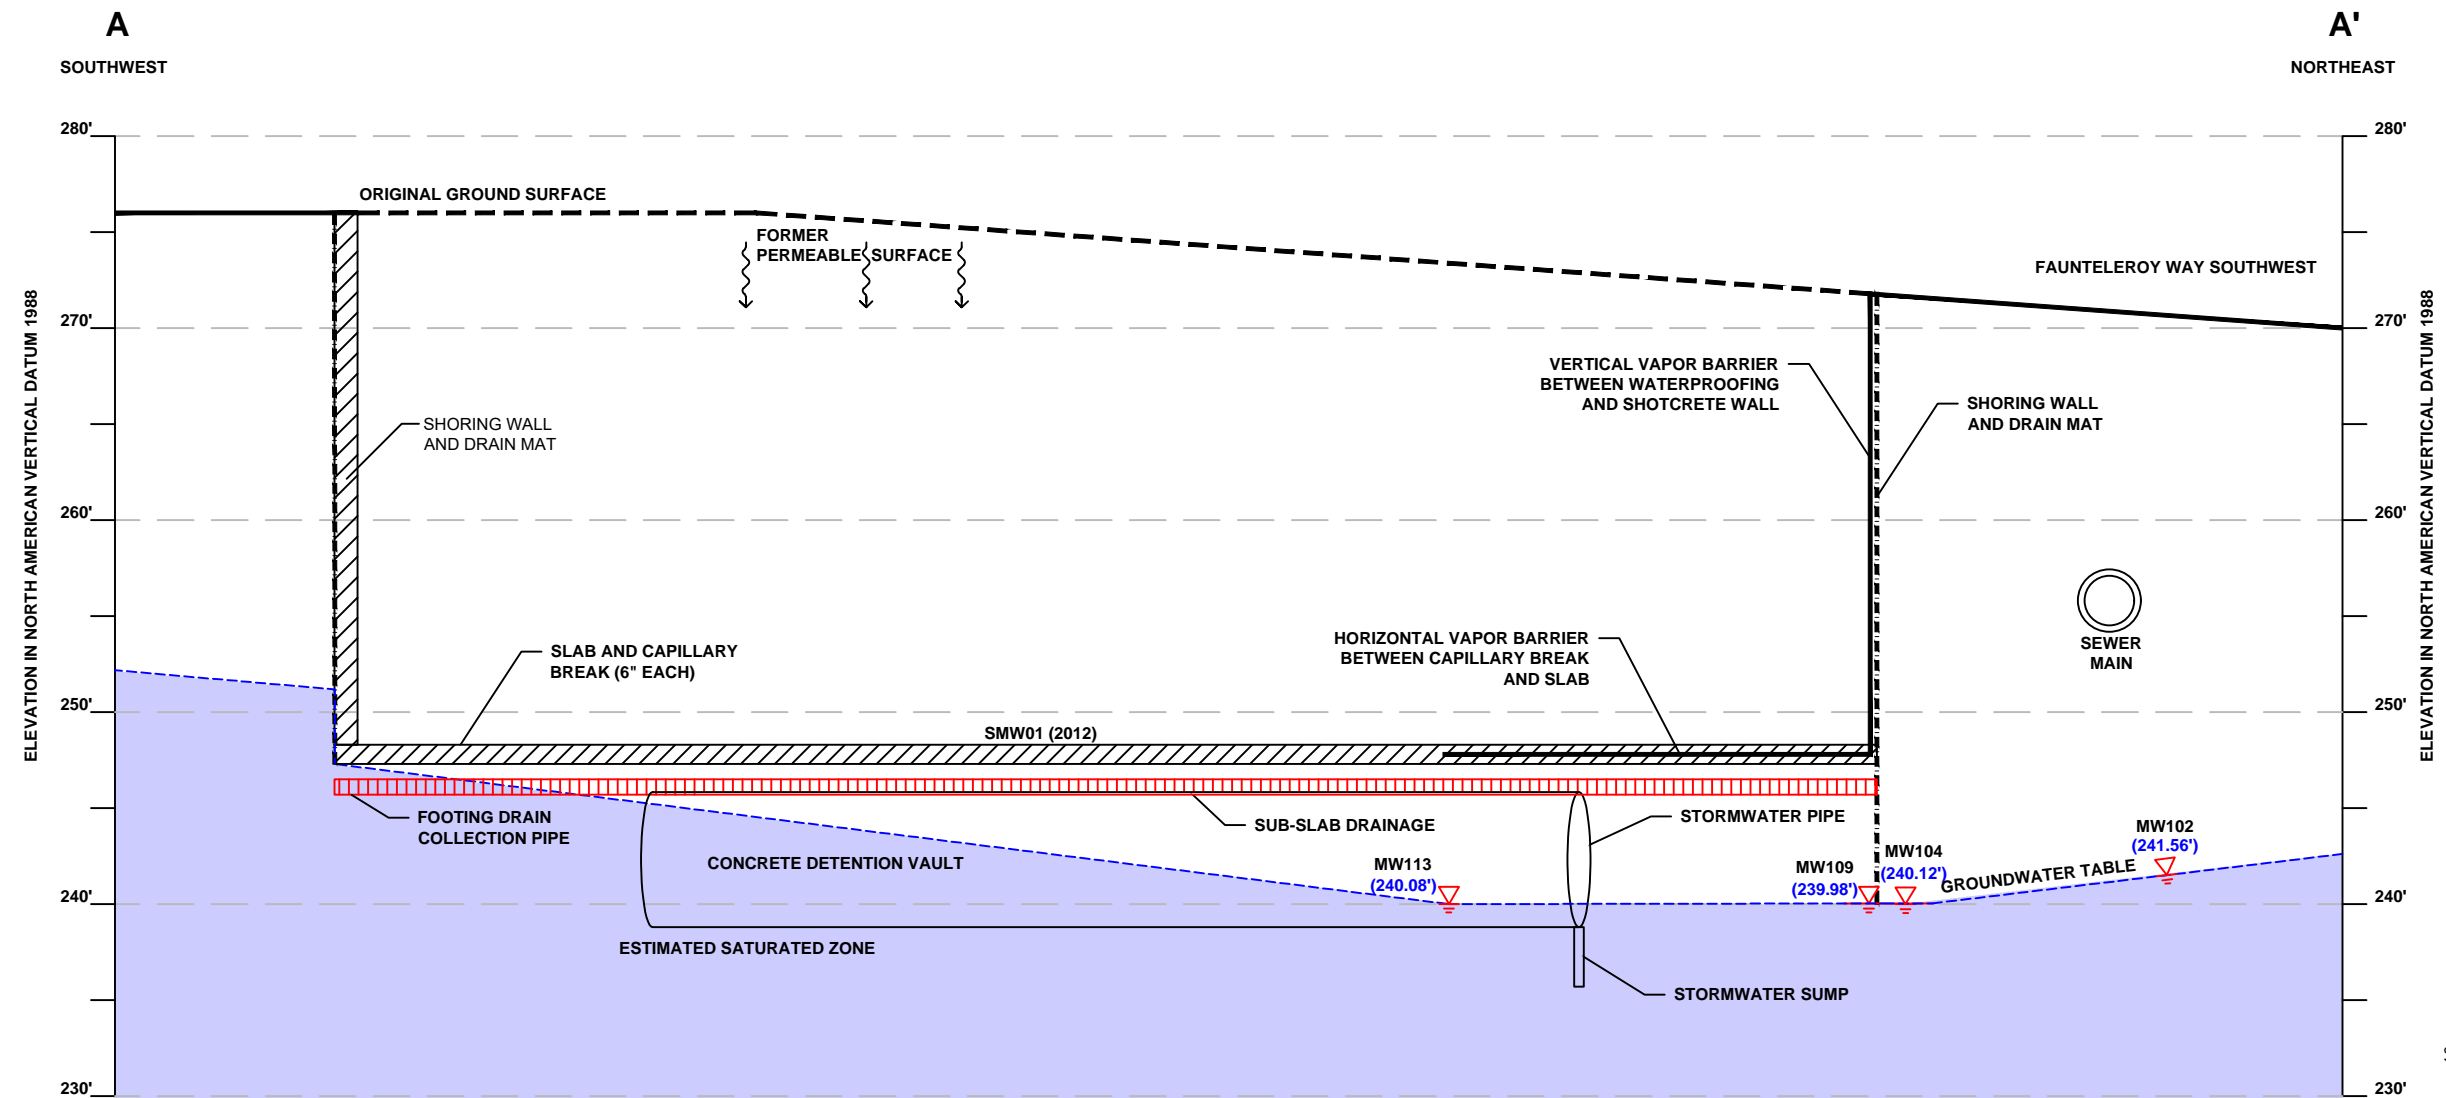 A
A'
SOUTHWEST
NORTHEAST
280'
280'
ORIGINAL GROUND SURFACE
FORMER
PERMEABLE SURFACE
FAUNTELEROY WAY SOUTHWEST
270'
270'
ELEVATION IN NORTH AMERICAN VERTICAL DATUM 1988
ELEVATION IN NORTH AMERICAN VERTICAL DATUM 1988
VERTICAL VAPOR BARRIER
BETWEEN WATERPROOFING
AND SHOTCRETE WALL
SHORING WALL
AND DRAIN MAT
SHORING WALL
AND DRAIN MAT
260'
260'
SLAB AND CAPILLARY
BREAK (6" EACH)
HORIZONTAL VAPOR BARRIER
BETWEEN CAPILLARY BREAK
AND SLAB
SEWER
MAIN
250'
250'
SMW01 (2012)
FOOTING DRAIN
COLLECTION PIPE
SUB-SLAB DRAINAGE
STORMWATER PIPE
CONCRETE DETENTION VAULT
MW113
(240.08')
MW109
(239.98')
MW104
(240.12')
MW102
(241.56')
GROUNDWATER TABLE
240'
240'
ESTIMATED SATURATED ZONE
STORMWATER SUMP
230'
230'